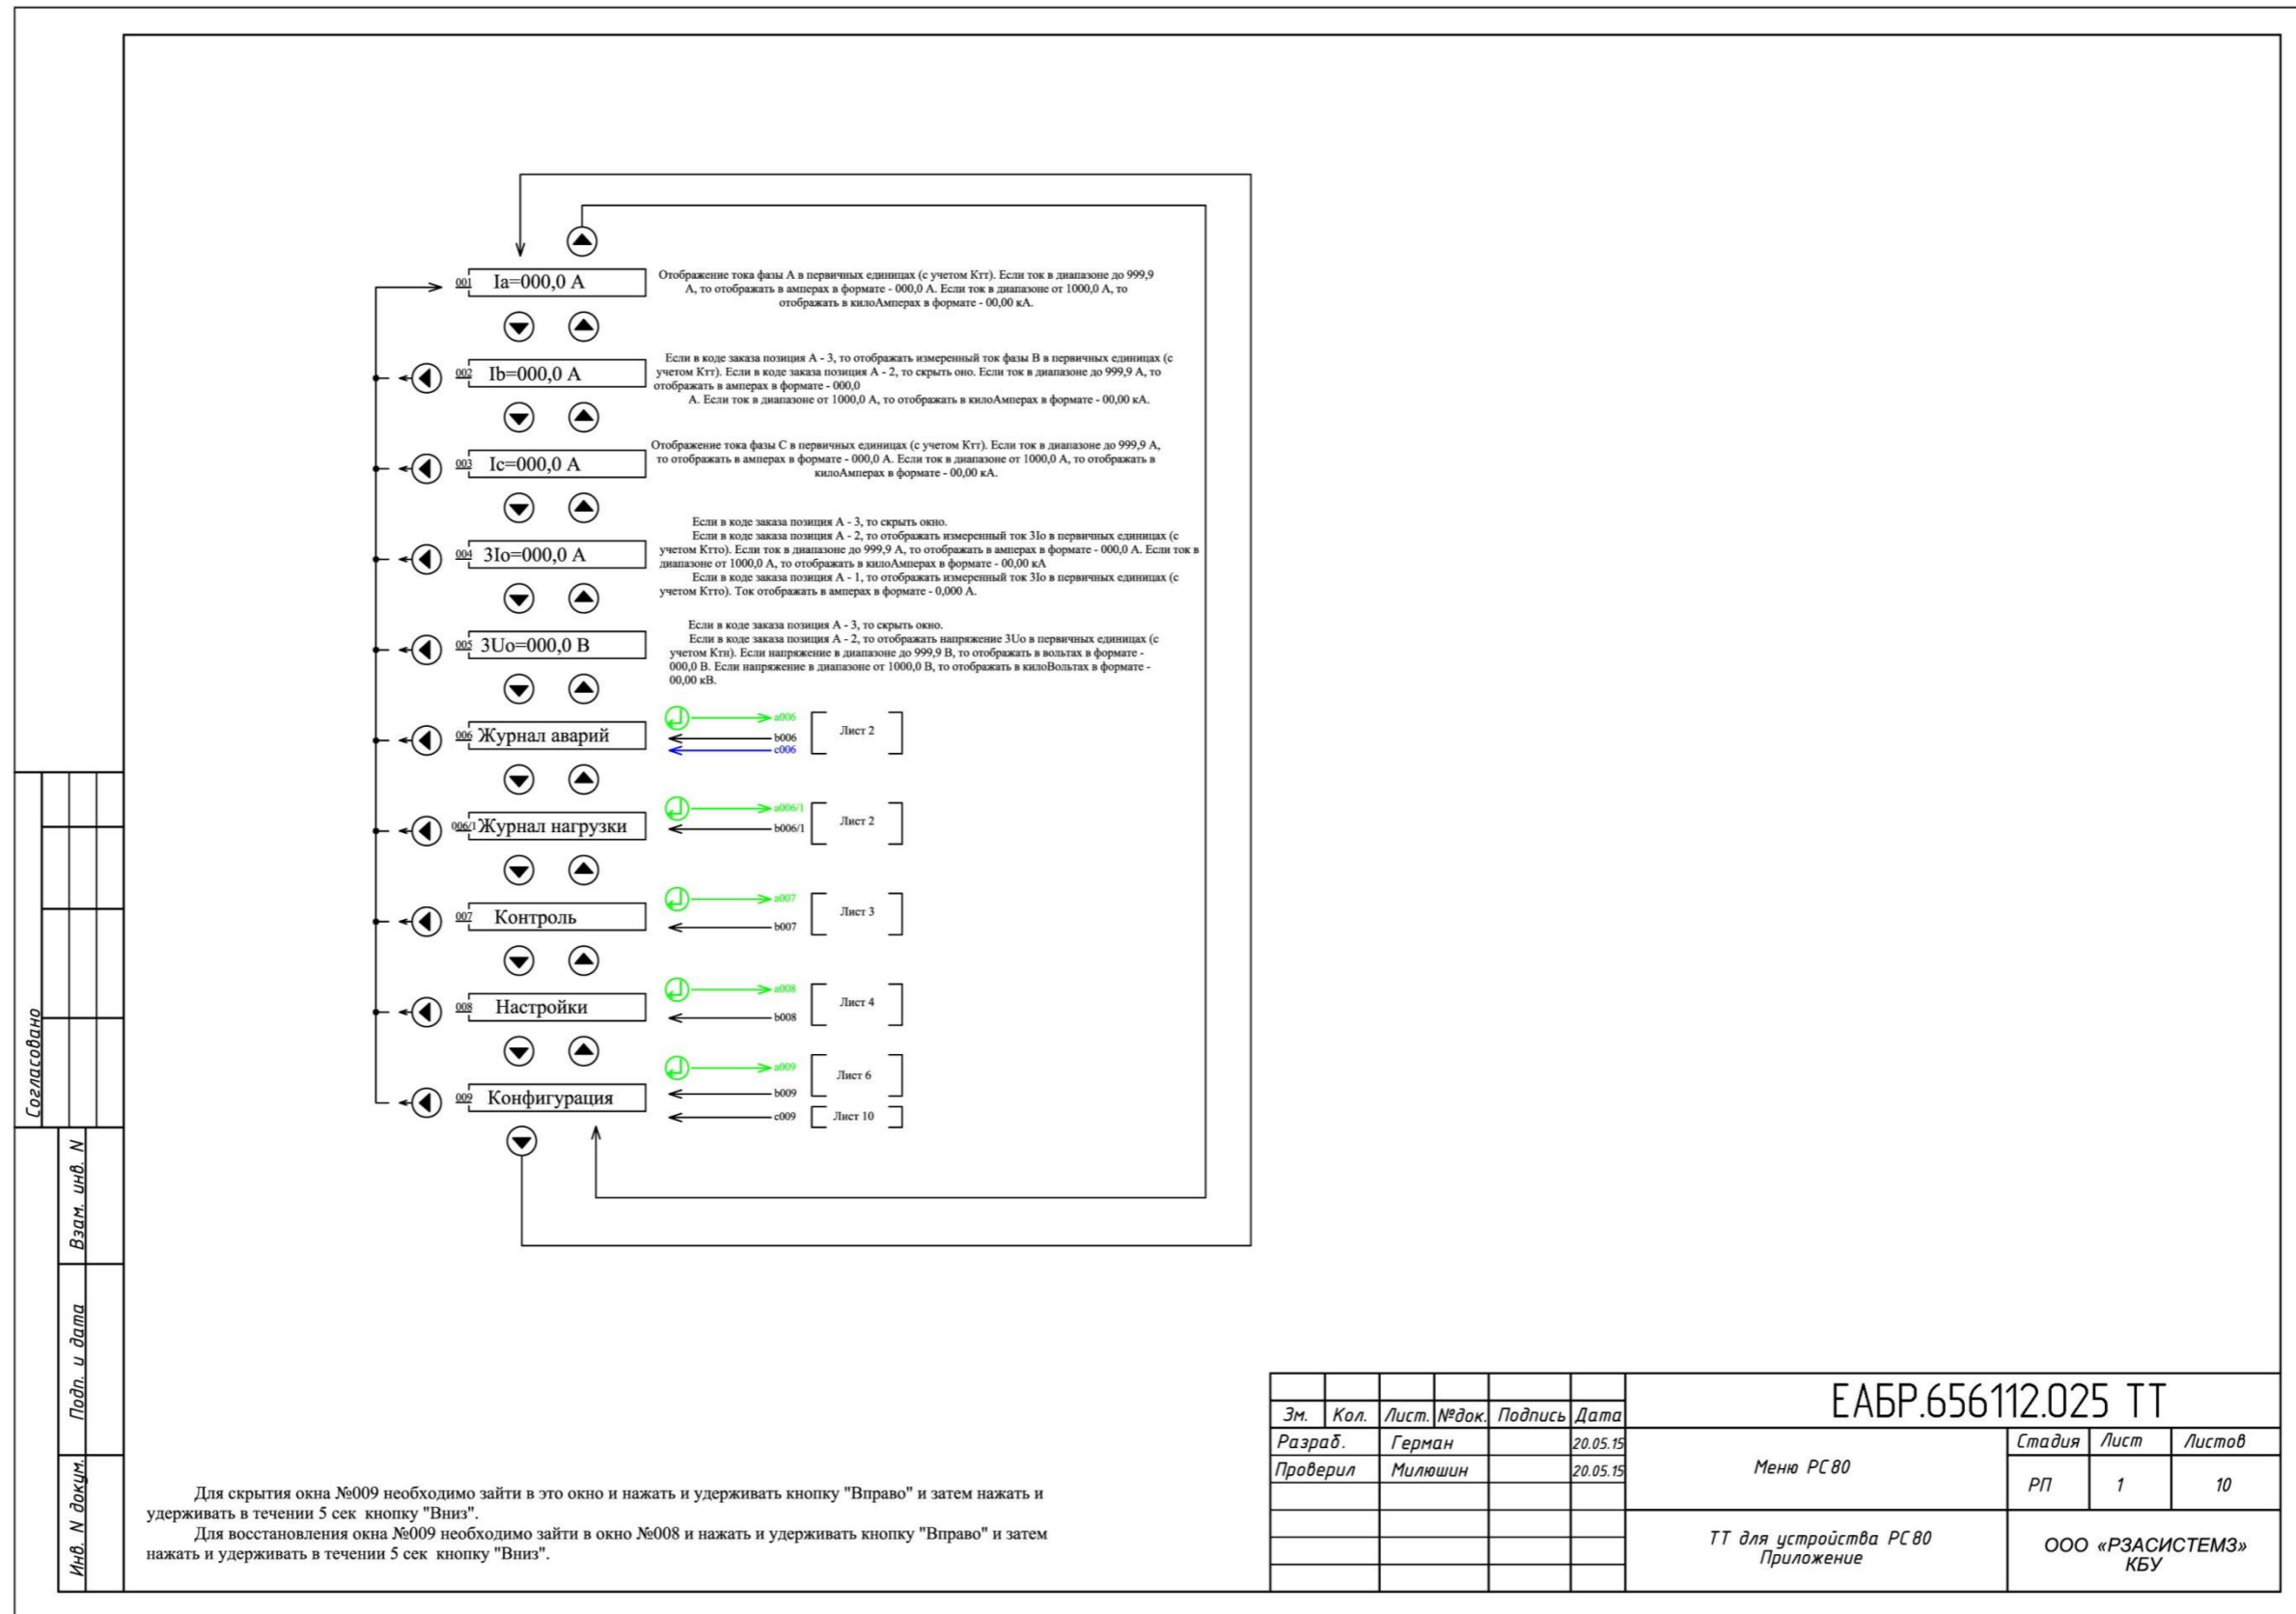 001 Ia=000,0 А
Отображение тока фазы А в первичных единицах (с учетом Ктт). Если ток в диапазоне до 999,9
А, то отображать в амперах в формате - 000,0 А. Если ток в диапазоне от 1000,0 А, то
отображать в килоАмперах в формате - 00,00 кА.
002 Ib=000,0 А
Если в коде заказа позиция А - 3, то отображать измеренный ток фазы В в первичных единицах (с
учетом Ктт). Если в коде заказа позиция А - 2, то скрыть оно. Если ток в диапазоне до 999,9 А, то
отображать в амперах в формате - 000,0
А. Если ток в диапазоне от 1000,0 А, то отображать в килоАмперах в формате - 00,00 кА.
003 Ic=000,0 А
Отображение тока фазы С в первичных единицах (с учетом Ктт). Если ток в диапазоне до 999,9 А,
то отображать в амперах в формате - 000,0 А. Если ток в диапазоне от 1000,0 А, то отображать в
килоАмперах в формате - 00,00 кА.
004 3Io=000,0 А
Если в коде заказа позиция А - 3, то скрыть окно.
Если в коде заказа позиция А - 2, то отображать измеренный ток 3Io в первичных единицах (с
учетом Ктто). Если ток в диапазоне до 999,9 А, то отображать в амперах в формате - 000,0 А. Если ток в
диапазоне от 1000,0 А, то отображать в килоАмперах в формате - 00,00 кА
Если в коде заказа позиция А - 1, то отображать измеренный ток 3Io в первичных единицах (с
учетом Ктто). Ток отображать в амперах в формате - 0,000 А.
005 3Uo=000,0 В
Если в коде заказа позиция А - 3, то скрыть окно.
Если в коде заказа позиция А - 2, то отображать напряжение 3Uo в первичных единицах (с
учетом Ктн). Если напряжение в диапазоне до 999,9 В, то отображать в вольтах в формате -
000,0 В. Если напряжение в диапазоне от 1000,0 В, то отображать в килоВольтах в формате -
00,00 кВ.
006 Журнал аварий
a006
b006
c006
Лист 2
006/1 Журнал нагрузки
a006/1
b006/1
Лист 2
007 Контроль
a007
b007
Лист 3
008 Настройки
a008
b008
Лист 4
009 Конфигурация
a009
b009
Лист 6
c009
Лист 10
Для скрытия окна №009 необходимо зайти в это окно и нажать и удерживать кнопку "Вправо" и затем нажать и
удерживать в течении 5 сек кнопку "Вниз".
Для восстановления окна №009 необходимо зайти в окно №008 и нажать и удерживать кнопку "Вправо" и затем
нажать и удерживать в течении 5 сек кнопку "Вниз".
Согласовано
Взам. инв. N
Подп. и дата
Инв. N докум.
ЕАБР.656112.025 ТТ
Зм. Кол. Лист. №док. Подпись Дата
Разраб. Герман 20.05.15
Проверил Милюшин 20.05.15
Меню РС80
Стадия Лист Листов
РП 1 10
ТТ для устройства РС80
Приложение
ООО «РЗАСИСТЕМЗ»
КБУ